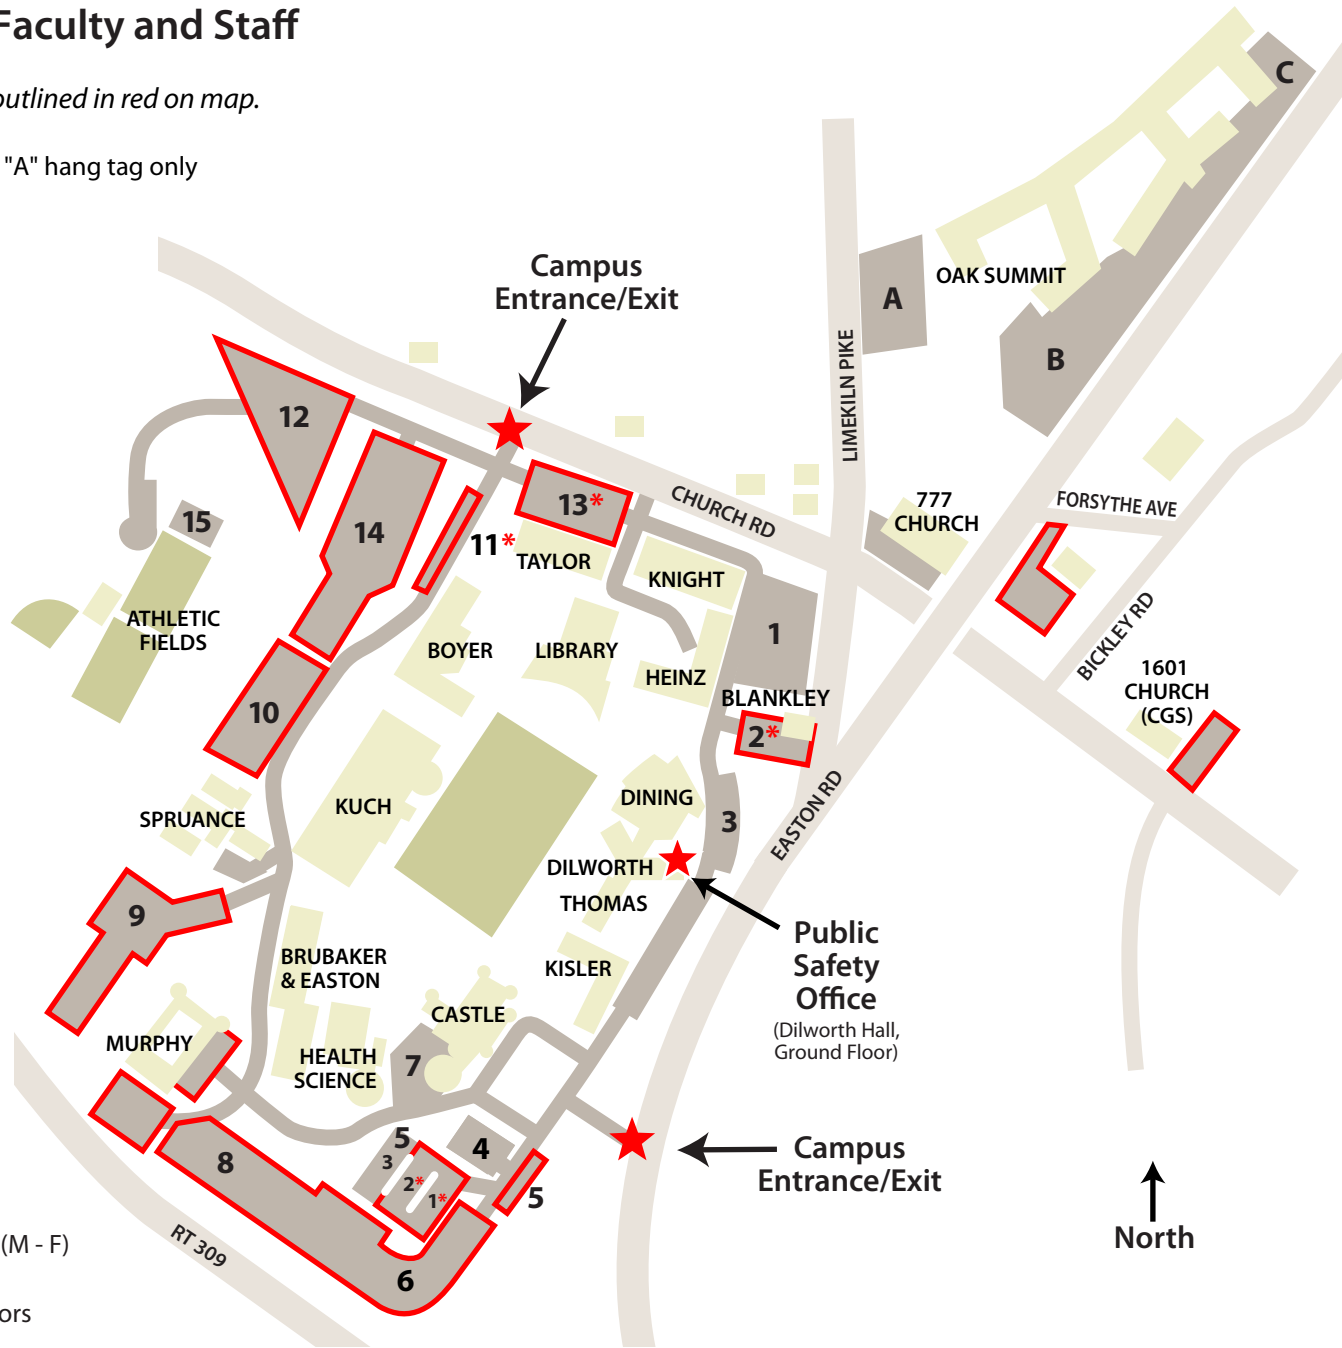 Faculty and Staff
outlined in red on map.
"A" hang tag only
C
Campus
Entrance/Exit
OAK SUMMIT
A
B
LIMEKILN PIKE
12
13*
14
15
11*
TAYLOR
CHURCH RD
777
CHURCH
FORSYTHE AVE
KNIGHT
ATHLETIC
FIELDS
BOYER
LIBRARY
HEINZ
1
BLANKLEY
2*
BICKLEY RD
1601
CHURCH
(CGS)
10
SPRUANCE
KUCH
DINING
3
EASTON RD
DILWORTH
THOMAS
9
Public
Safety
Office
(Dilworth Hall,
Ground Floor)
BRUBAKER
& EASTON
KISLER
CASTLE
MURPHY
HEALTH
SCIENCE
7
5
3
2*
1*
4
5
8
6
Campus
Entrance/Exit
North
RT 309
(M - F)
ors